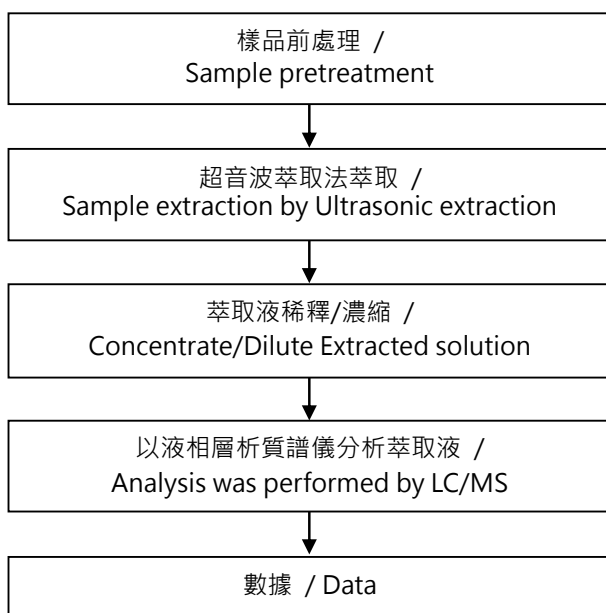 樣品前處理 /
Sample pretreatment
超音波萃取法萃取 /
Sample extraction by Ultrasonic extraction
萃取液稀釋/濃縮 /
Concentrate/Dilute Extracted solution
以液相層析質譜儀分析萃取液 /
Analysis was performed by LC/MS
數據 / Data